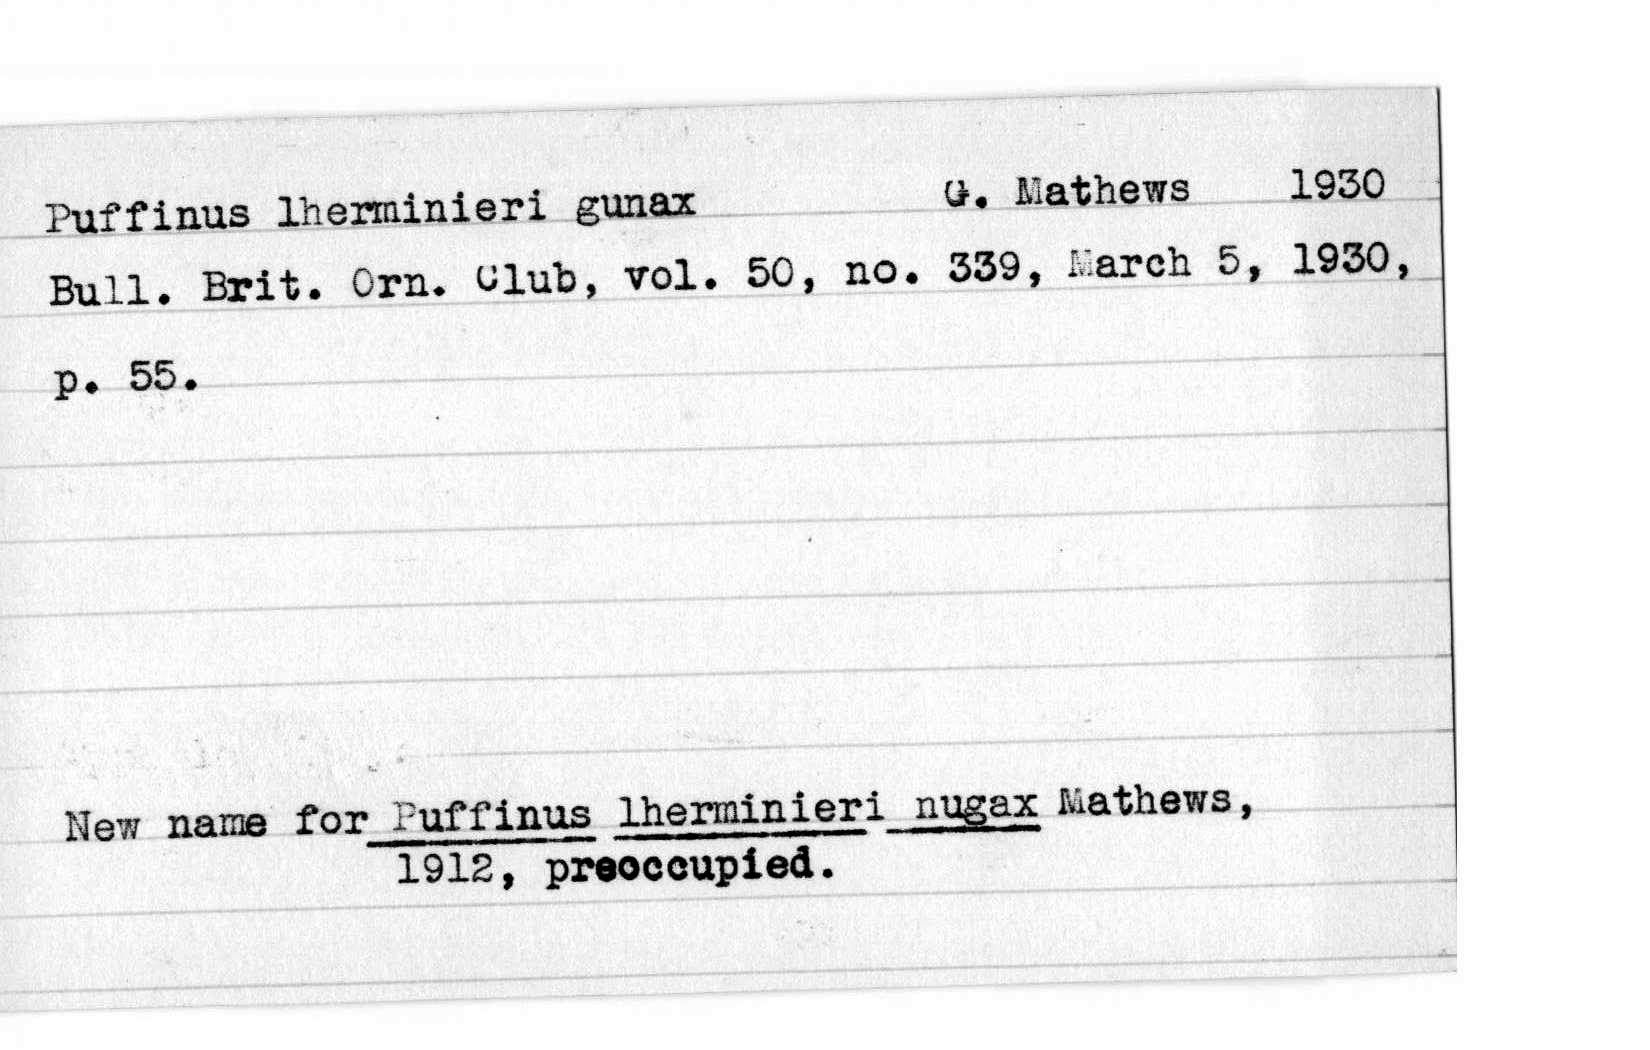 Puffinus lherminieri gunax G. Mathews 1930
Bull. Brit. Orn. Club, vol. 50, no. 339, March 5, 1930,
p. 55.
New name for Puffinus lherminieri nugax Mathews,
1912, preoccupied.